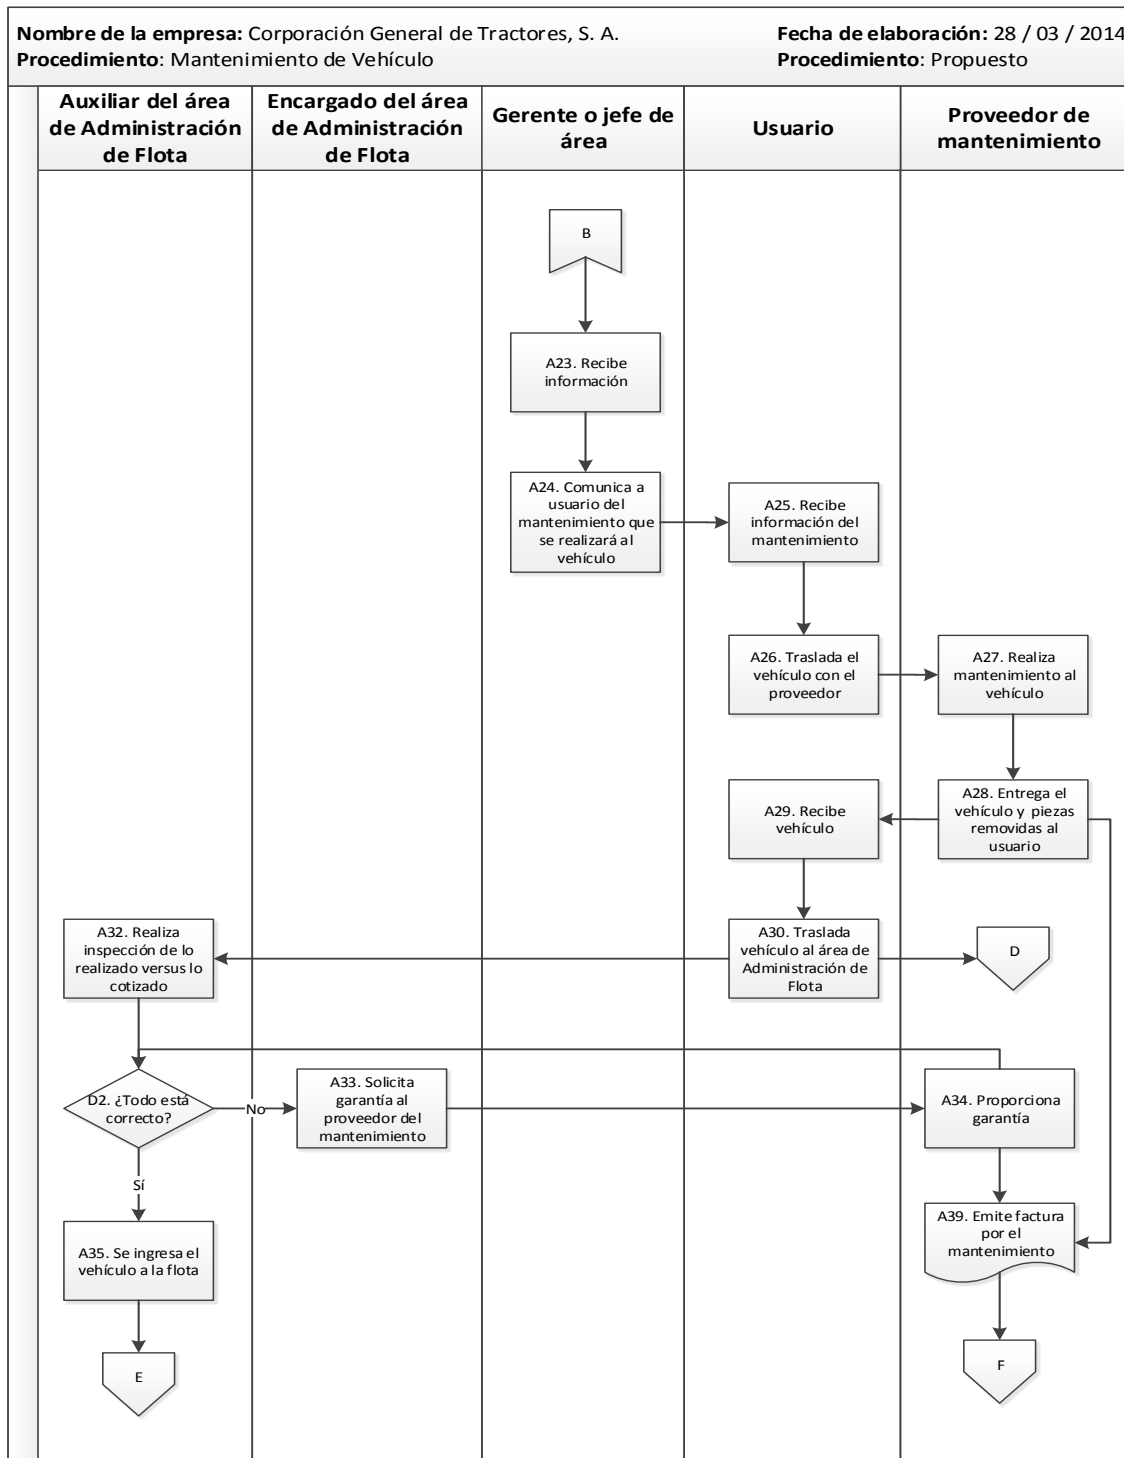 Nombre de la empresa: Corporación General de Tractores, S. A.
Fecha de elaboración: 28 / 03 / 2014
Procedimiento: Mantenimiento de Vehículo
Procedimiento: Propuesto
Auxiliar del área
de Administración
de Flota
Encargado del área
de Administración
de Flota
Gerente o jefe de
área
Usuario
Proveedor de
mantenimiento
B
A23. Recibe
información
A24. Comunica a
usuario del
mantenimiento que
se realizará al
vehículo
A25. Recibe
información del
mantenimiento
A26. Traslada el
vehículo con el
proveedor
A27. Realiza
mantenimiento al
vehículo
A28. Entrega el
vehículo y piezas
removidas al
usuario
A29. Recibe
vehículo
A30. Traslada
vehículo al área de
Administración de
Flota
D
A32. Realiza
inspección de lo
realizado versus lo
cotizado
D2. ¿Todo está
correcto?
No
A33. Solicita
garantía al
proveedor del
mantenimiento
A34. Proporciona
garantía
Sí
A35. Se ingresa el
vehículo a la flota
A39. Emite factura
por el
mantenimiento
E
F